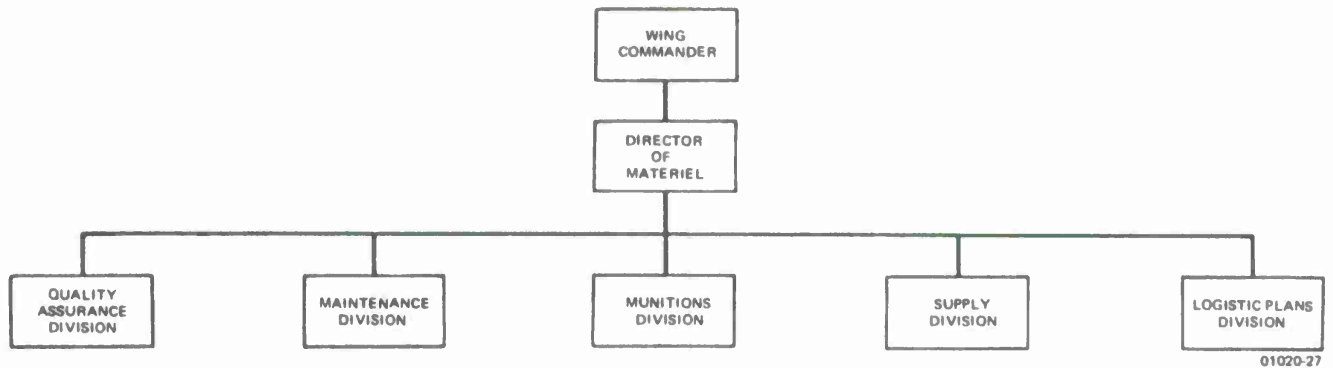 WING
COMMANDER
DIRECTOR
OF
MATERIEL
QUALITY
ASSURANCE
DIVISION
MAINTENANCE
DIVISION
MUNITIONS
DIVISION
SUPPLY
DIVISION
LOGISTIC PLANS
DIVISION
01020-27